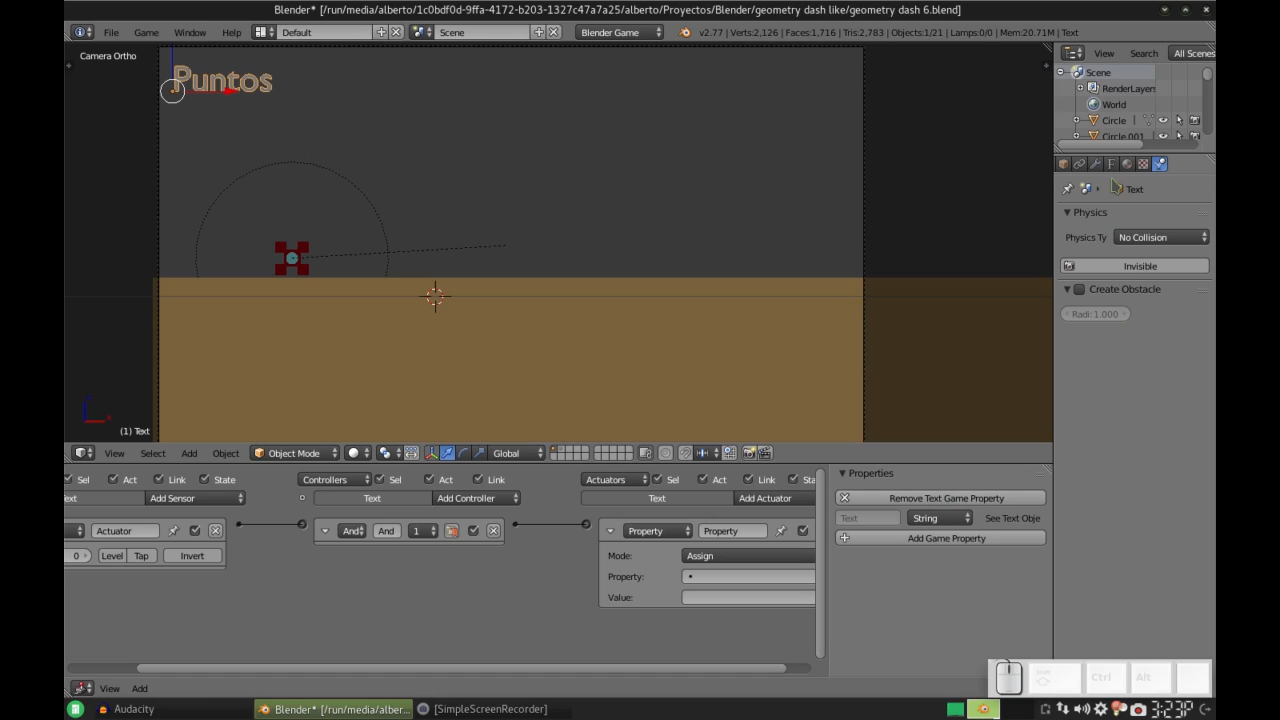 Blender* [/run/media/alberto/1c0bdf0d-9ffa-4172-b203-1327c47a7a25/alberto/Proyectos/Blender/geometry dash like/geometry dash 6.blend]
File Game Window Help Default Scene Blender Game v2.77 | Verts:2,126 | Faces:1,716 | Tris:2,783 | Objects:1/21 | Lamps:0/0 | Mem:20.71M | Text
Camera Ortho
View Search All Scenes
Scene
RenderLayers
World
Circle
Circle.001
Puntos
Text
Physics
Physics Ty No Collision
Invisible
Create Obstacle
Radi: 1.000
(1) Text
View Select Add Object Object Mode Global
Sel Act Link State Controllers Sel Act Link Actuators Sel Act Link Sta
ext Add Sensor Text Add Controller Text Add Actuator
Actuator And And 1 Property Property
0 Level Tap Invert
Mode: Assign
Property:
Value:
Properties
Remove Text Game Property
Text String See Text Obje
Add Game Property
View Add
Ctrl Alt
Audacity Blender* [/run/media/alber... [SimpleScreenRecorder] 3:23P